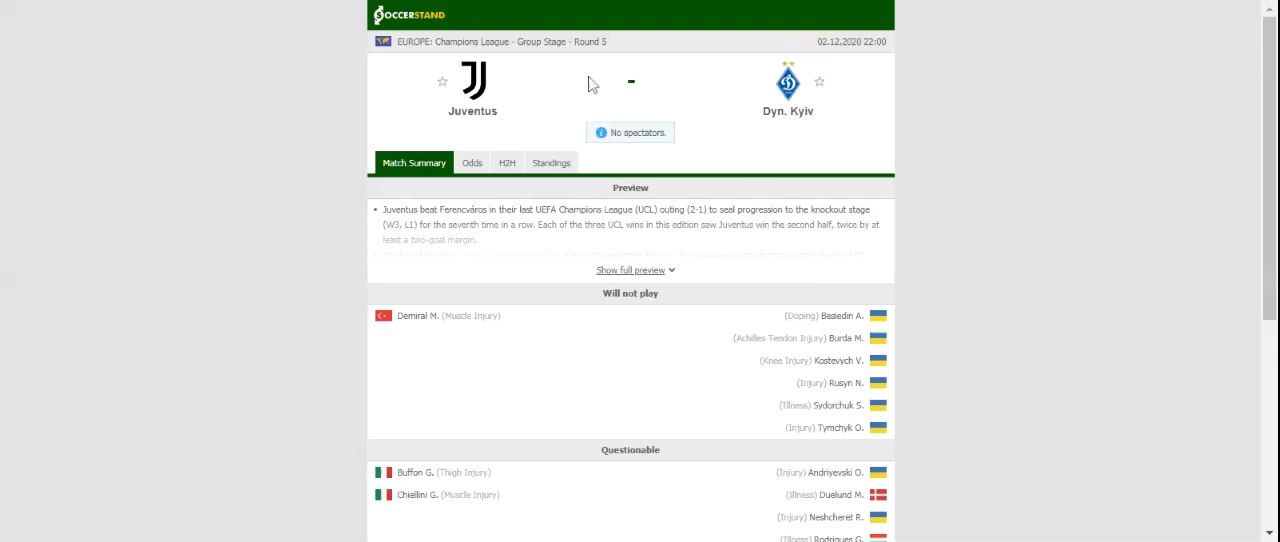 SOCCERSTAND
EUROPE: Champions League - Group Stage - Round 5
02.12.2020 22:00
-
Juventus
Dyn. Kyiv
No spectators.
Match Summary
Odds
H2H
Standings
Preview
• Juventus beat Ferencváros in their last UEFA Champions League (UCL) outing (2-1) to seal progression to the knockout stage
(W3, L1) for the seventh time in a row. Each of the three UCL wins in this edition saw Juventus win the second half, twice by at
least a two-goal margin.
Show full preview
Will not play
Demiral M. (Muscle Injury)
(Doping) Besiedin A.
(Achilles Tendon Injury) Burda M.
(Knee Injury) Kostevych V.
(Injury) Rusyn N.
(Illness) Sydorchuk S.
(Injury) Tymchyk O.
Questionable
Buffon G. (Thigh Injury)
(Injury) Andriyevski O.
Chiellini G. (Muscle Injury)
(Illness) Duelund M.
(Injury) Neshcheret R.
(Illness) Rodrigues G.